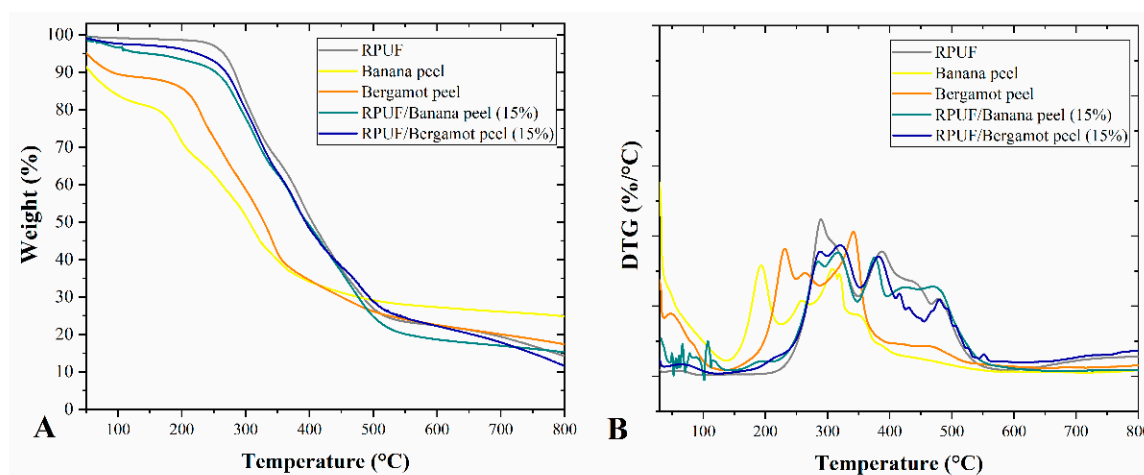 100
90
80
70
60
50
40
30
20
10
0
Weight (%)
RPUF
Banana peel
Bergamot peel
RPUF/Banana peel (15%)
RPUF/Bergamot peel (15%)
100 200 300 400 500 600 700 800
Temperature (°C)
A
DTG (%/°C)
RPUF
Banana peel
Bergamot peel
RPUF/Banana peel (15%)
RPUF/Bergamot peel (15%)
100 200 300 400 500 600 700 800
Temperature (°C)
B